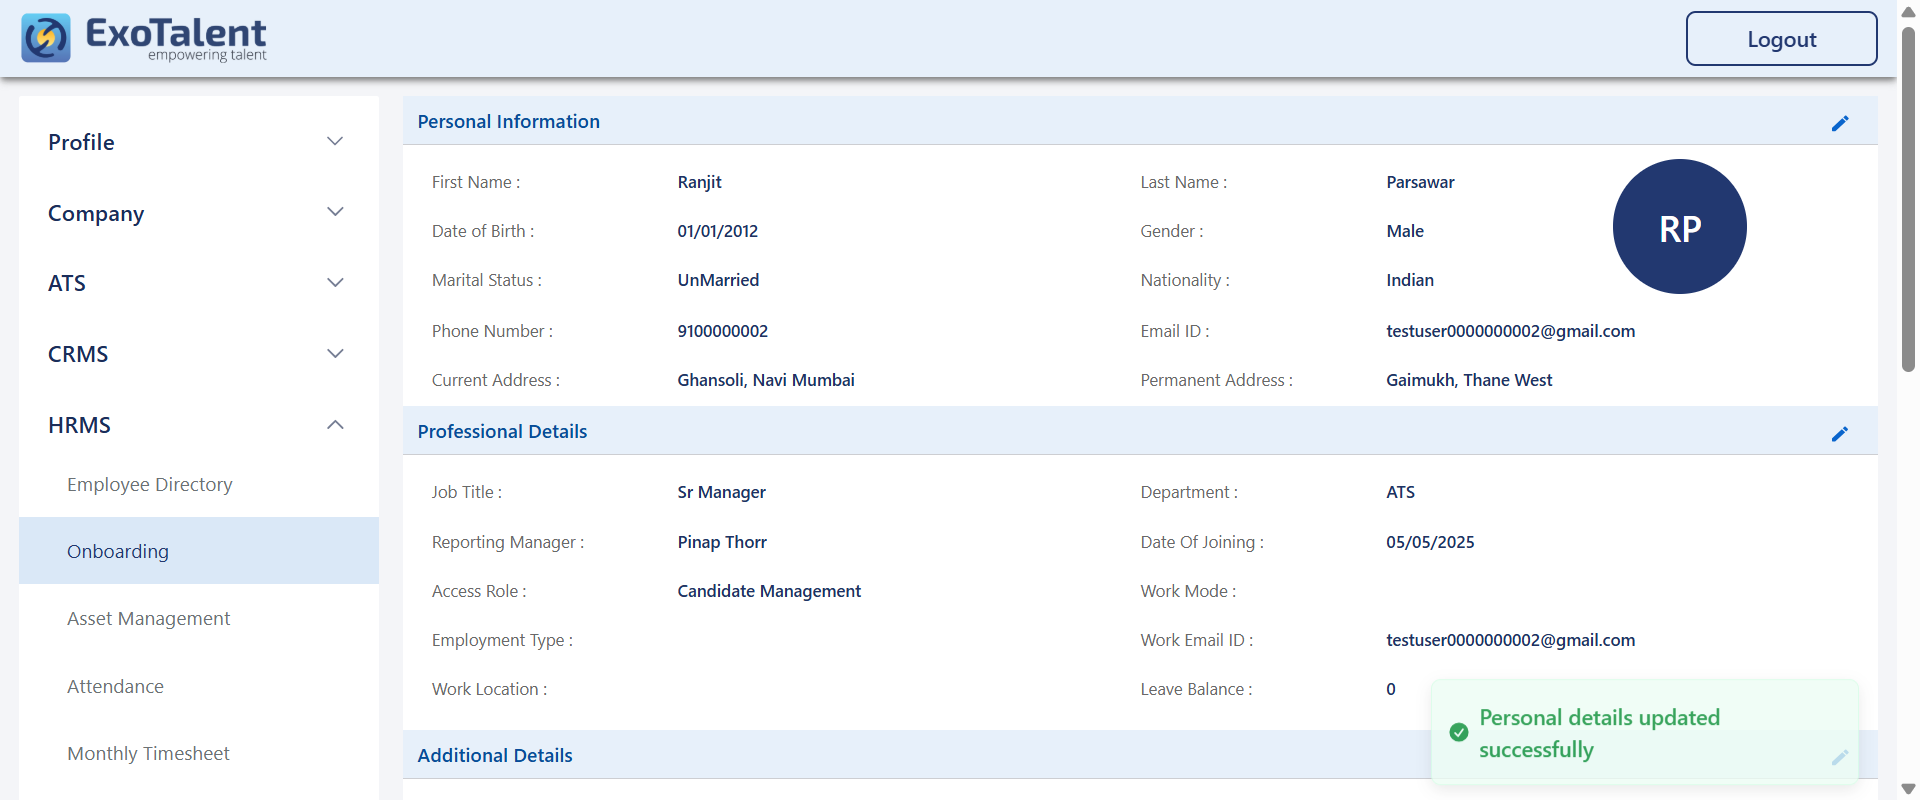 ExoTalent
empowering talent
Logout
Profile
Company
ATS
CRMS
HRMS
Employee Directory
Onboarding
Asset Management
Attendance
Monthly Timesheet
Personal Information
First Name : Ranjit Last Name : Parsawar
Date of Birth : 01/01/2012 Gender : Male
RP
Marital Status : UnMarried Nationality : Indian
Phone Number : 9100000002 Email ID : testuser0000000002@gmail.com
Current Address : Ghansoli, Navi Mumbai Permanent Address : Gaimukh, Thane West
Professional Details
Job Title : Sr Manager Department : ATS
Reporting Manager : Pinap Thorr Date Of Joining : 05/05/2025
Access Role : Candidate Management Work Mode :
Employment Type : Work Email ID : testuser0000000002@gmail.com
Work Location : Leave Balance : 0
Additional Details
Personal details updated
successfully